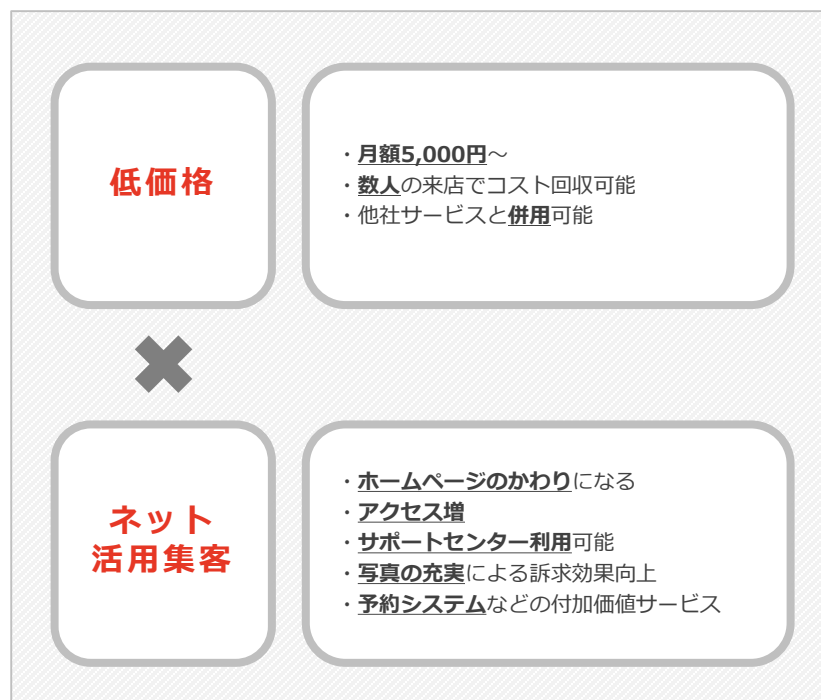 低価格
・月額5,000円～
・数人の来店でコスト回収可能
・他社サービスと併用可能
ネット
活用集客
・ホームページのかわりになる
・アクセス増
・サポートセンター利用可能
・写真の充実による訴求効果向上
・予約システムなどの付加価値サービス